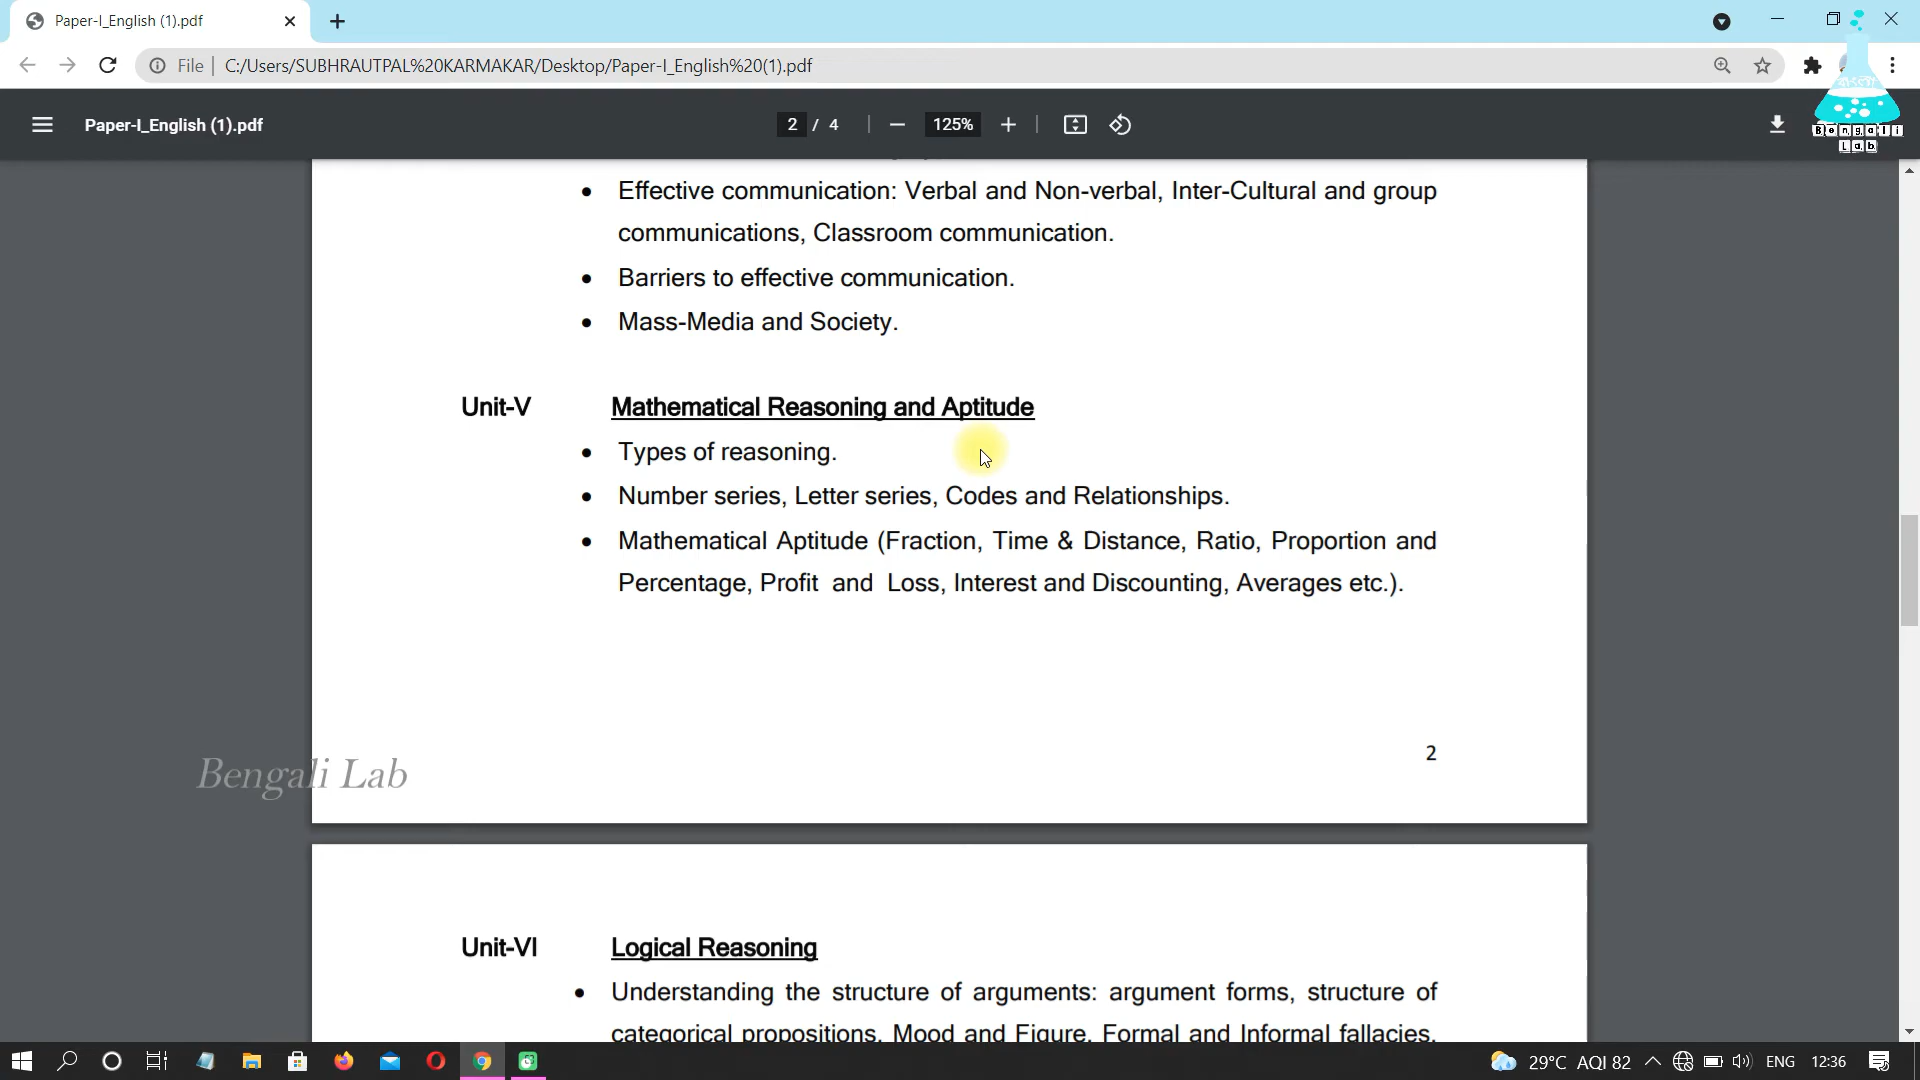 Paper-I_English (1).pdf
File | C:/Users/SUBHRAUTPAL%20KARMAKAR/Desktop/Paper-I_English%20(1).pdf
Paper-I_English (1).pdf
2 / 4
125%
Bengali
Lab
• Effective communication: Verbal and Non-verbal, Inter-Cultural and group
communications, Classroom communication.
• Barriers to effective communication.
• Mass-Media and Society.
Unit-V Mathematical Reasoning and Aptitude
• Types of reasoning.
• Number series, Letter series, Codes and Relationships.
• Mathematical Aptitude (Fraction, Time & Distance, Ratio, Proportion and
Percentage, Profit and Loss, Interest and Discounting, Averages etc.).
2
Bengali Lab
Unit-VI Logical Reasoning
• Understanding the structure of arguments: argument forms, structure of
categorical propositions, Mood and Figure, Formal and Informal fallacies,
29°C AQI 82 ENG 12:36